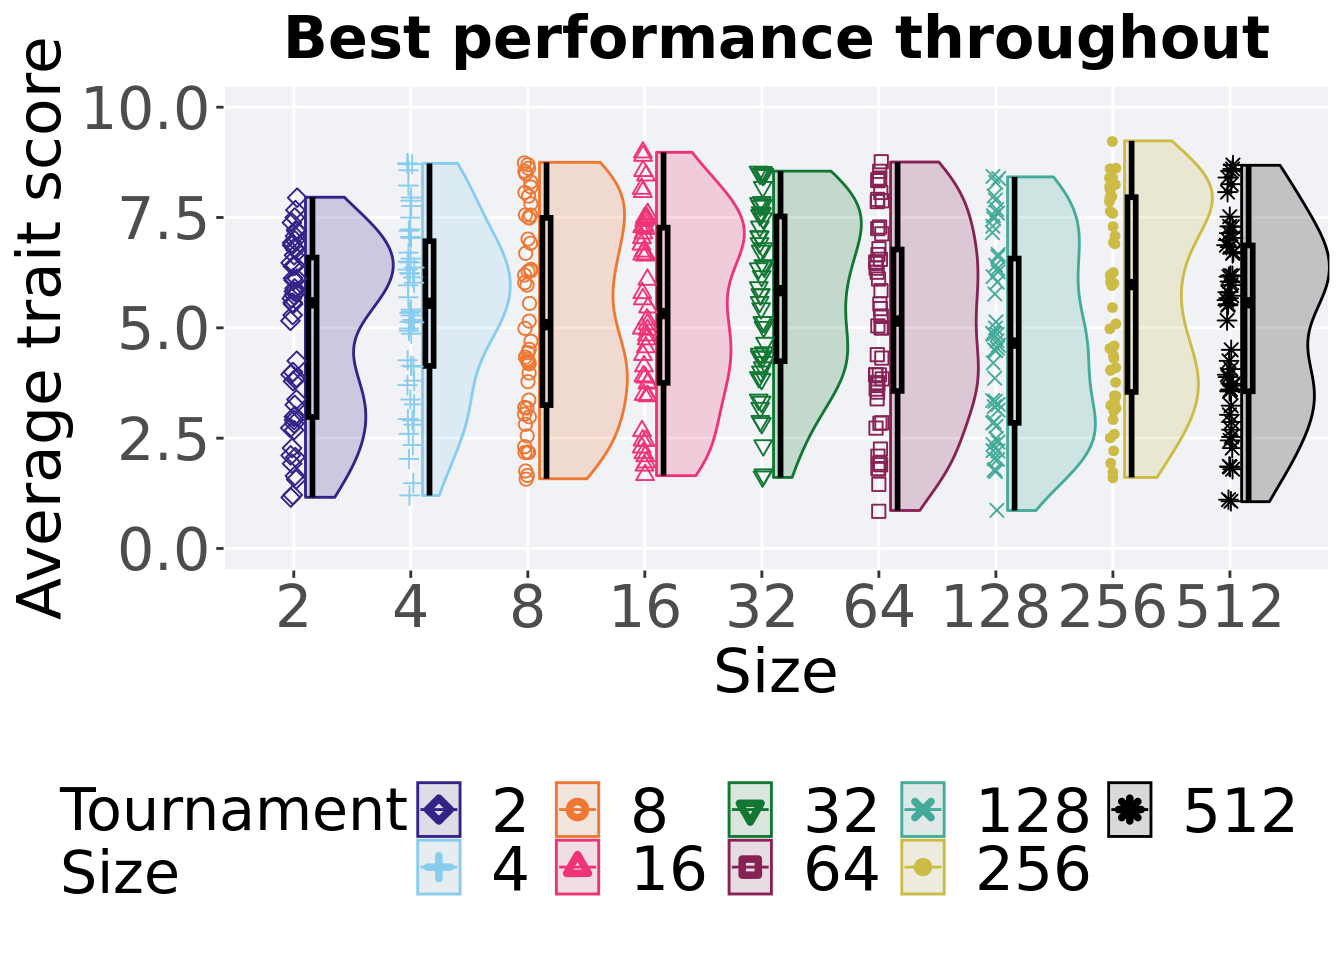 Best performance throughout
Average trait score
10.0
7.5
5.0
2.5
0.0
2 4 8 16 32 64 128 256 512
Size
Tournament
Size
2 8 32 128 512
4 16 64 256